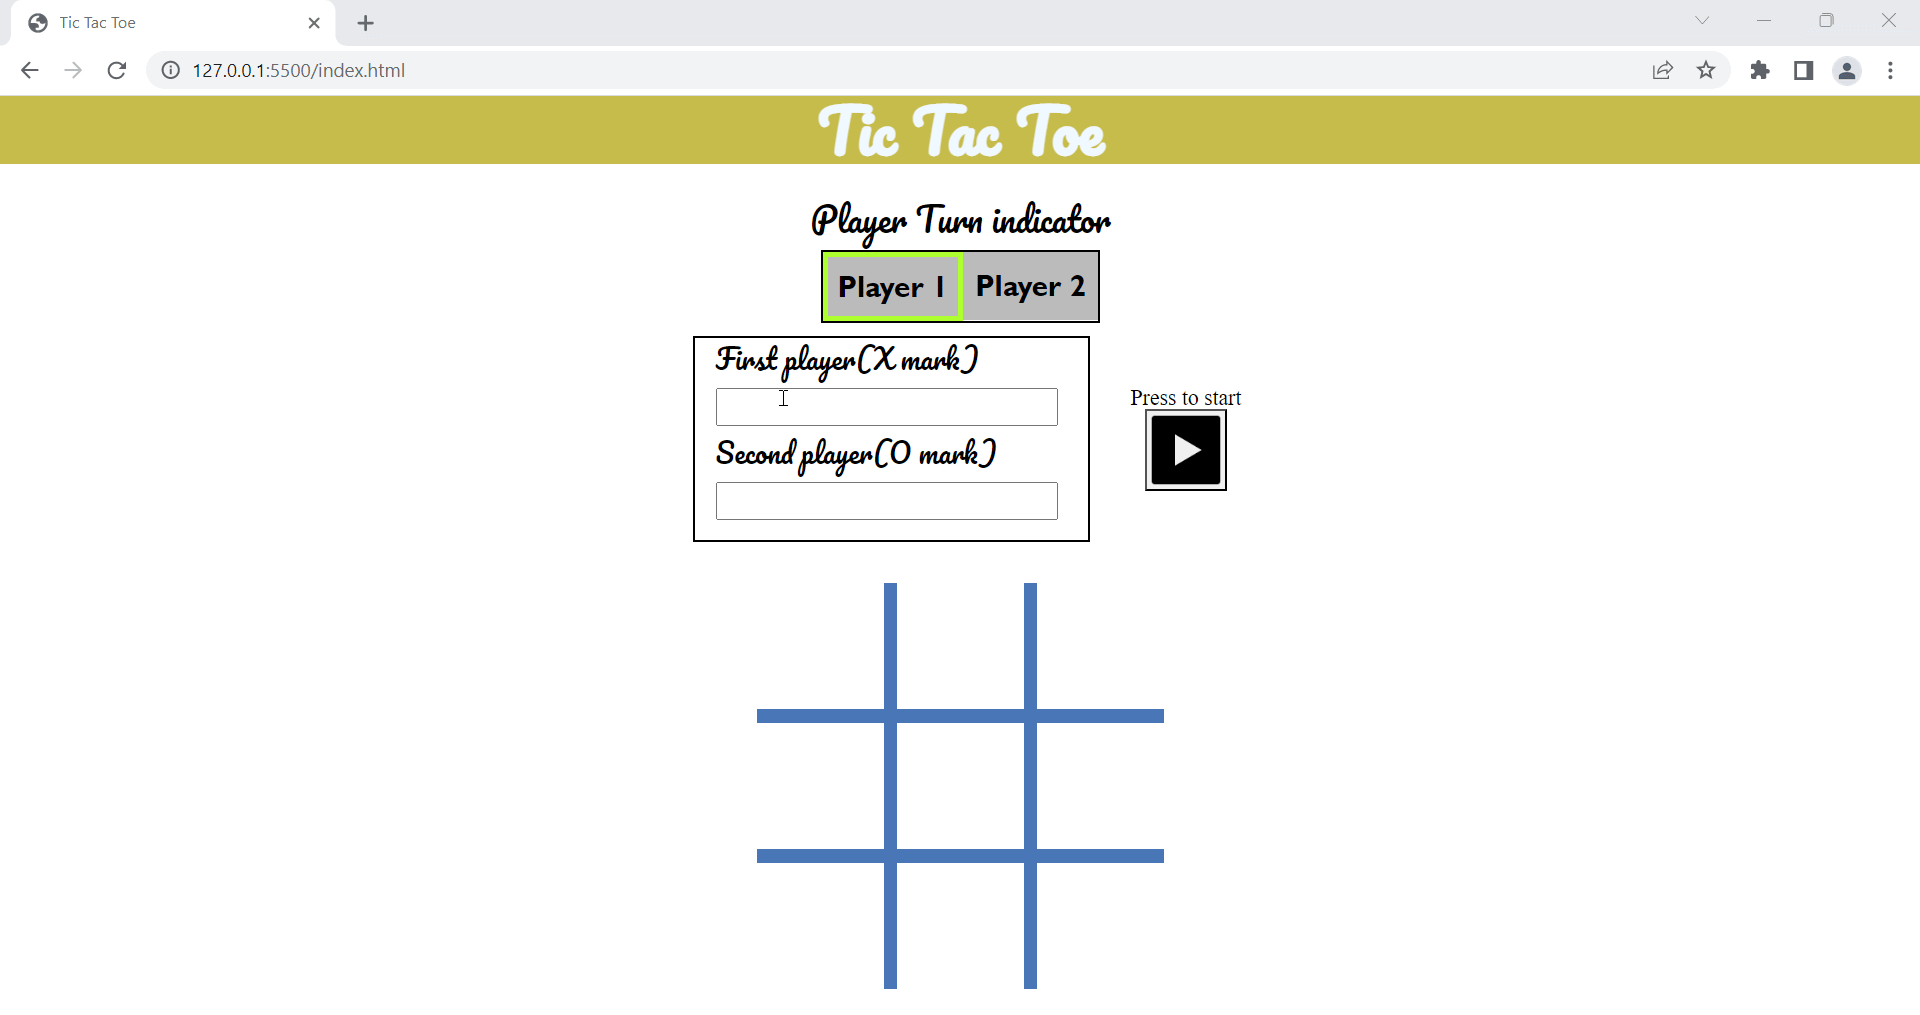 Tic Tac Toe
127.0.0.1:5500/index.html
Tic Tac Toe
Player Turn indicator
Player 1 Player 2
First player(X mark)
Press to start
Second player(O mark)